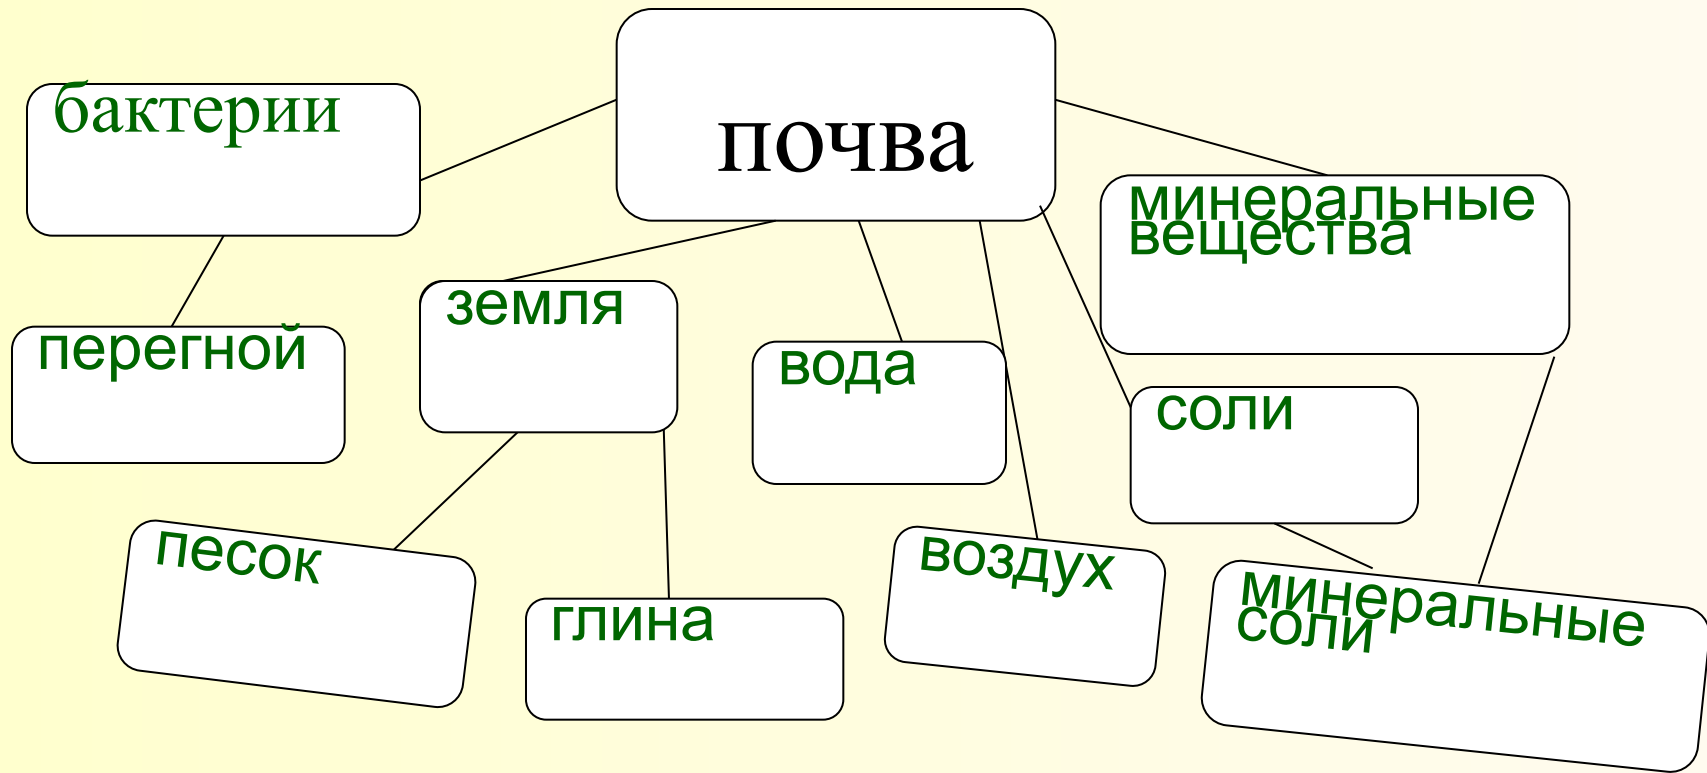 почва
бактерии
минеральные
вещества
земля
перегной
вода
соли
песок
воздух
глина
минеральные
соли